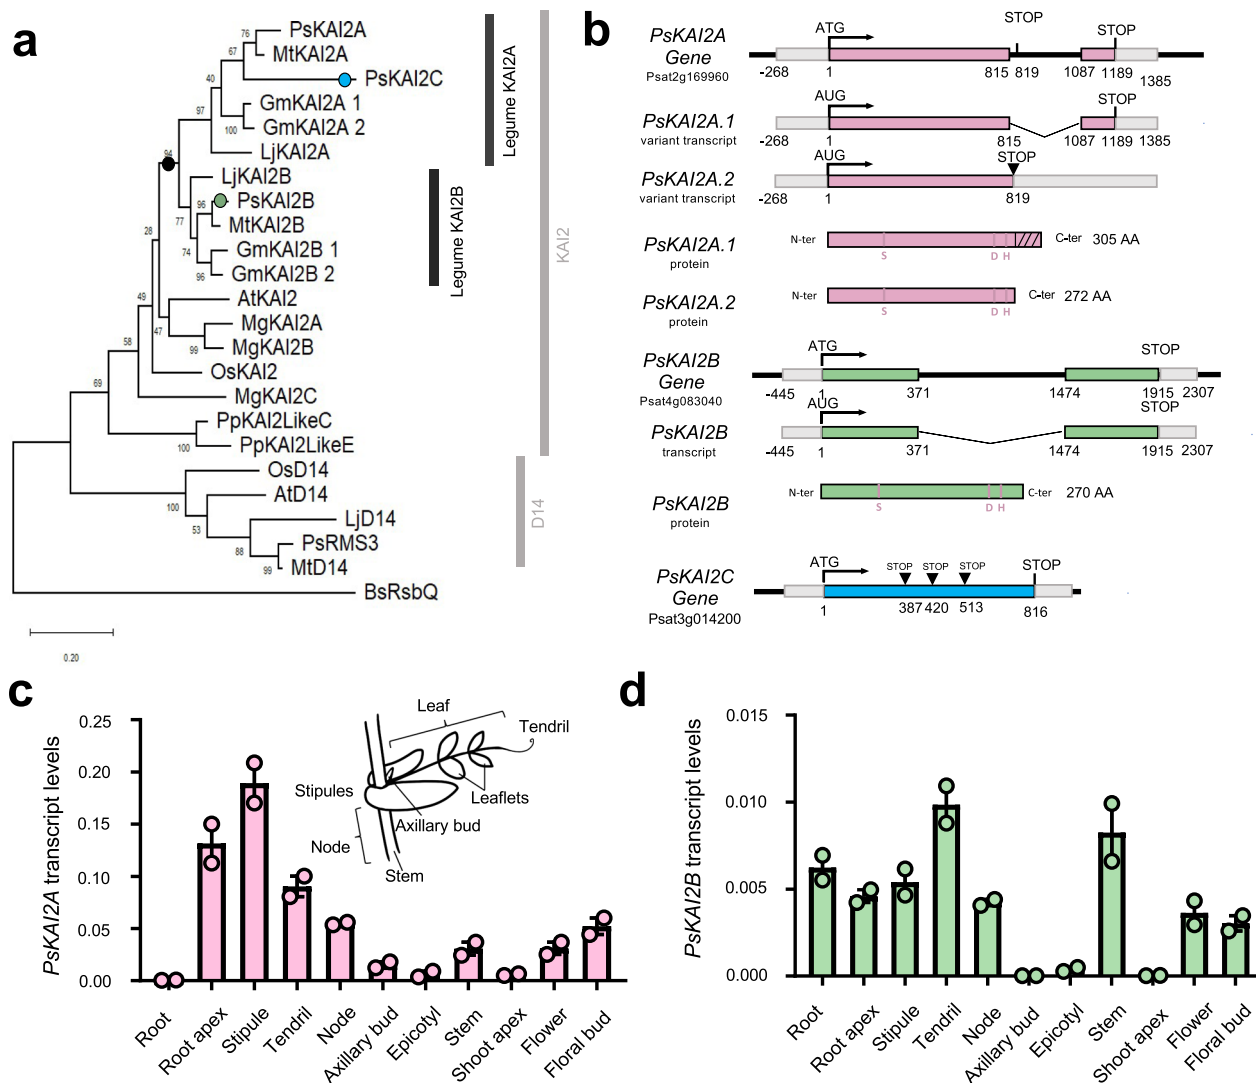 a
PsKAI2A
MtKAI2A
PsKAI2C
GmKAI2A 1
GmKAI2A 2
LjKAI2A
LjKAI2B
PsKAI2B
MtKAI2B
GmKAI2B 1
GmKAI2B 2
AtKAI2
MgKAI2A
MgKAI2B
OsKAI2
MgKAI2C
PpKAI2LikeC
PpKAI2LikeE
OsD14
AtD14
LjD14
PsRMS3
MtD14
BsRsbQ
76
67
40
97
100
94
96
77
74
96
28
49
47
99
58
69
100
100
53
88
99
0.20
Legume KAI2A
Legume KAI2B
KAI2
D14
b
PsKAI2A
Gene
Psat2g169960
ATG
STOP
STOP
-268
1
815
819
1087
1189
1385
PsKAI2A.1
variant transcript
AUG
STOP
-268
1
815
1087
1189
1385
PsKAI2A.2
variant transcript
AUG
STOP
-268
1
819
PsKAI2A.1
protein
N-ter
S
D
H
C-ter
305 AA
PsKAI2A.2
protein
N-ter
S
D
H
C-ter
272 AA
PsKAI2B
Gene
Psat4g083040
ATG
STOP
-445
1
371
1474
1915
2307
PsKAI2B
transcript
AUG
STOP
-445
1
371
1474
1915
2307
PsKAI2B
protein
N-ter
S
D
H
C-ter
270 AA
PsKAI2C
Gene
Psat3g014200
ATG
STOP
STOP
STOP
STOP
1
387
420
513
816
c
PsKAI2A transcript levels
0.25
0.20
0.15
0.10
0.05
0.00
Root
Root apex
Stipule
Tendril
Node
Axillary bud
Epicotyl
Stem
Shoot apex
Flower
Floral bud
Leaf
Tendril
Stipules
Leaflets
Axillary bud
Node
Stem
d
PsKAI2B transcript levels
0.015
0.010
0.005
0.000
Root
Root apex
Stipule
Tendril
Node
Axillary bud
Epicotyl
Stem
Shoot apex
Flower
Floral bud